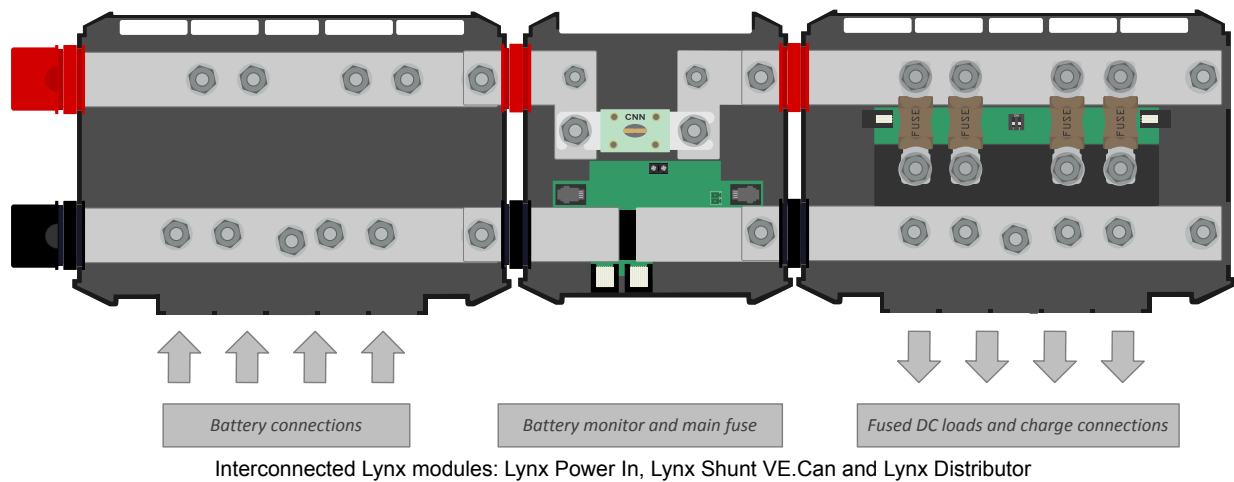 CNN
FUSE
FUSE
FUSE
FUSE
Battery connections
Battery monitor and main fuse
Fused DC loads and charge connections
Interconnected Lynx modules: Lynx Power In, Lynx Shunt VE.Can and Lynx Distributor